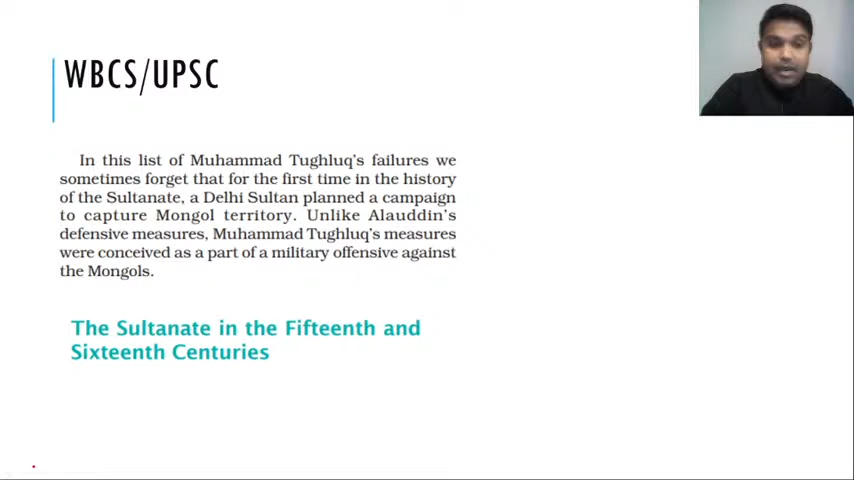 WBCS/UPSC
In this list of Muhammad Tughluq's failures we
sometimes forget that for the first time in the history
of the Sultanate, a Delhi Sultan planned a campaign
to capture Mongol territory. Unlike Alauddin's
defensive measures, Muhammad Tughluq's measures
were conceived as a part of a military offensive against
the Mongols.
The Sultanate in the Fifteenth and
Sixteenth Centuries